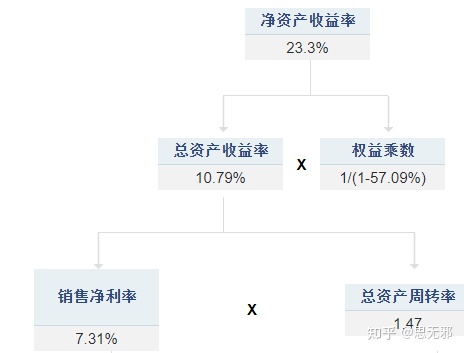 净资产收益率
23.3%
总资产收益率
X
权益乘数
10.79%
1/(1-57.09%)
销售净利率
X
总资产周转率
7.31%
1.47
知乎 @思无邪